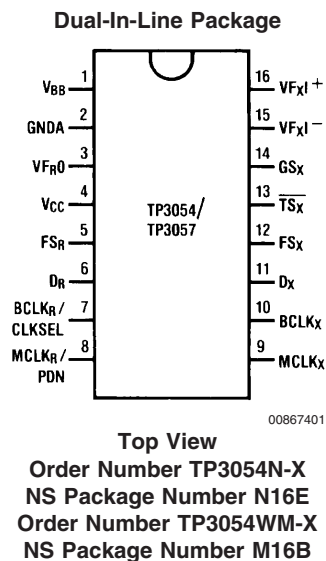 Dual-In-Line Package
VBB 1
GNDA 2
VFRO 3
VCC 4
FSR 5
DR 6
BCLKR/
CLKSEL 7
MCLKR/
PDN 8
TP3054/
TP3057
16 VFXI+
15 VFXI−
14 GSX
13 TSX
12 FSX
11 DX
10 BCLKX
9 MCLKX
00867401
Top View
Order Number TP3054N-X
NS Package Number N16E
Order Number TP3054WM-X
NS Package Number M16B